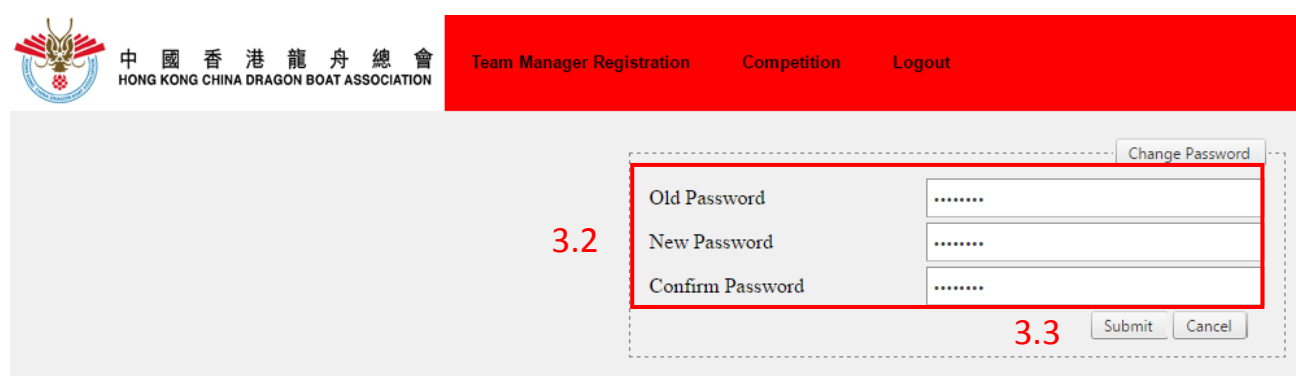 中國香港龍舟總會
HONG KONG CHINA DRAGON BOAT ASSOCIATION
Team Manager Registration Competition Logout
Change Password
Old Password ........
3.2 New Password ........
Confirm Password ........
3.3 Submit Cancel